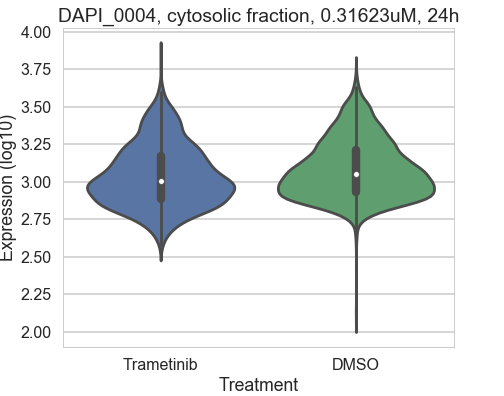 DAPI_0004, cytosolic fraction, 0.31623uM, 24h
4.00
3.75
3.50
3.25
3.00
2.75
2.50
2.25
2.00
Expression (log10)
Trametinib
DMSO
Treatment